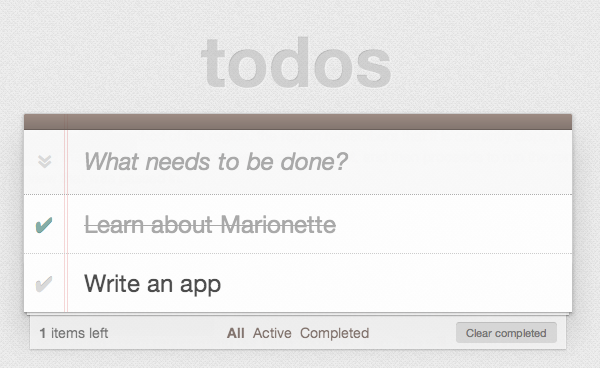 todos
What needs to be done?
Learn about Marionette
Write an app
1 items left All Active Completed Clear completed